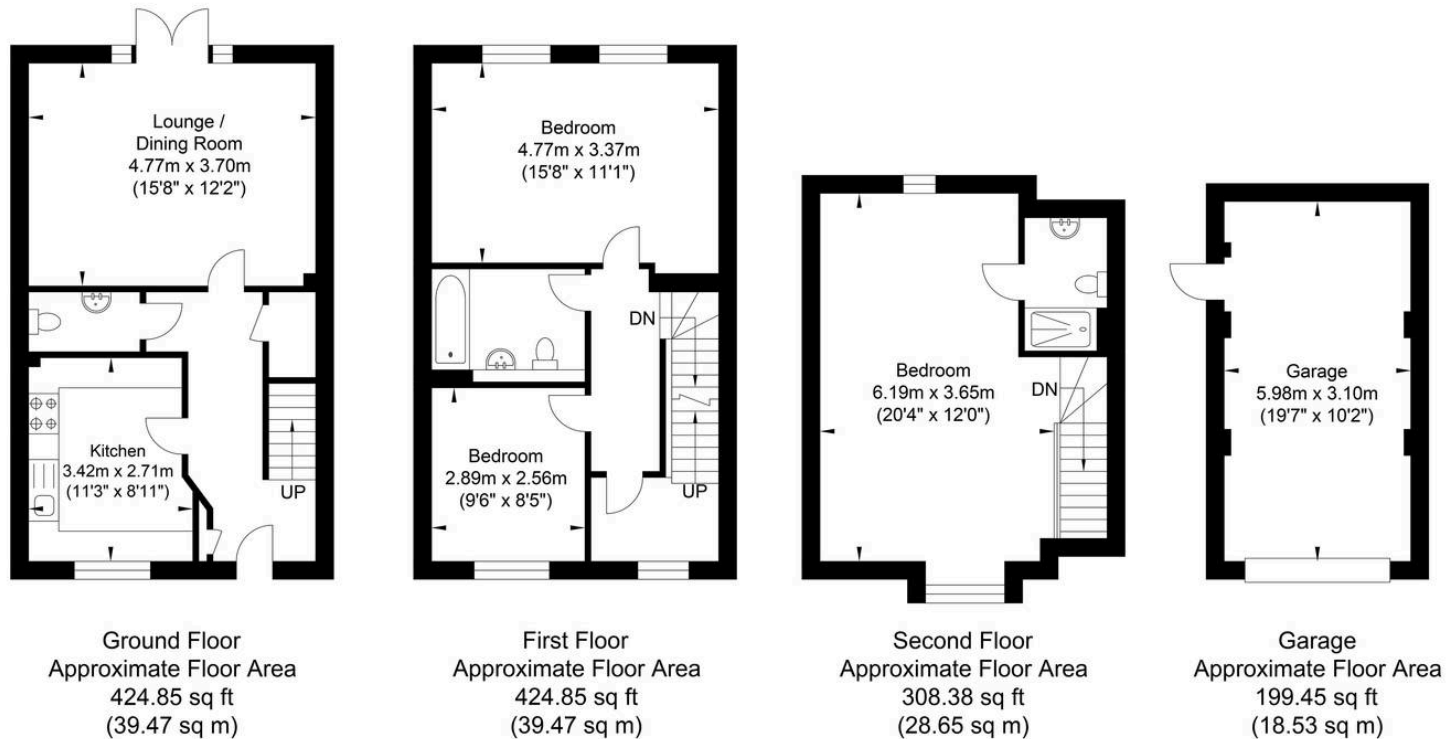 Lounge /
Dining Room
4.77m x 3.70m
(15'8" x 12'2")
Kitchen
3.42m x 2.71m
(11'3" x 8'11")
UP
Ground Floor
Approximate Floor Area
424.85 sq ft
(39.47 sq m)
Bedroom
4.77m x 3.37m
(15'8" x 11'1")
DN
Bedroom
2.89m x 2.56m
(9'6" x 8'5")
UP
First Floor
Approximate Floor Area
424.85 sq ft
(39.47 sq m)
Bedroom
6.19m x 3.65m
(20'4" x 12'0")
DN
Second Floor
Approximate Floor Area
308.38 sq ft
(28.65 sq m)
Garage
5.98m x 3.10m
(19'7" x 10'2")
Garage
Approximate Floor Area
199.45 sq ft
(18.53 sq m)